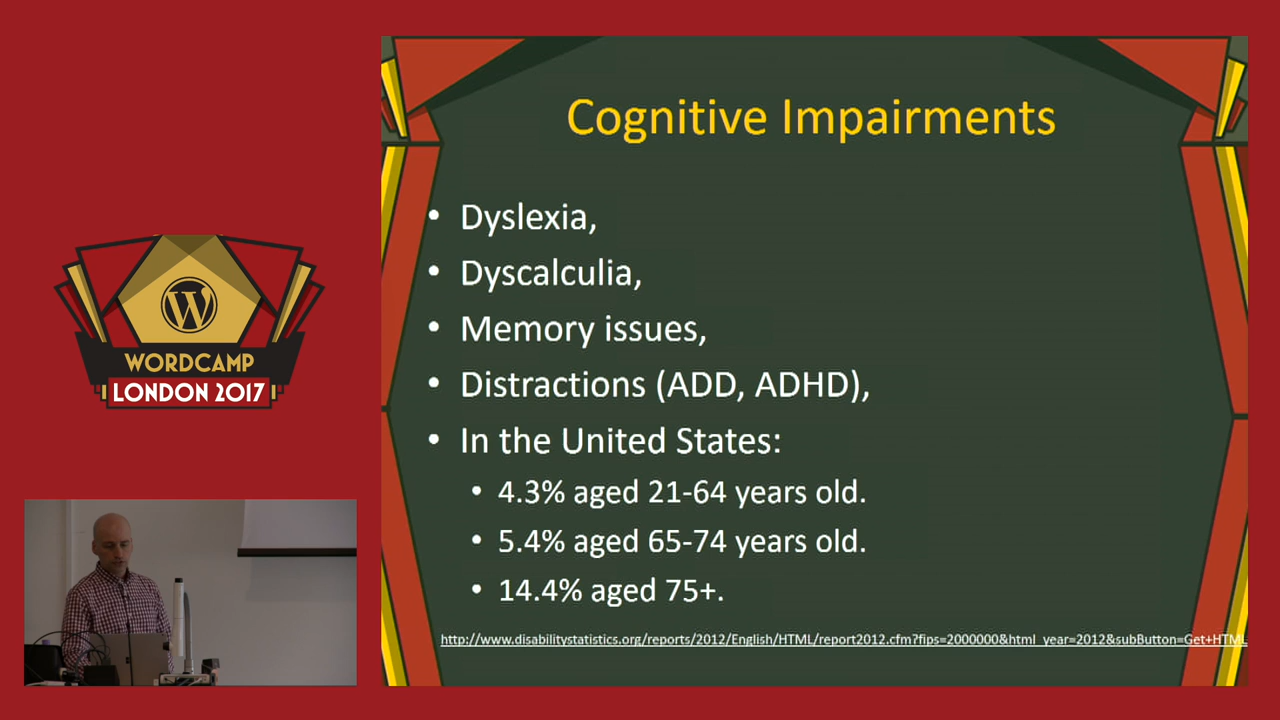 Cognitive Impairments
• Dyslexia,
• Dyscalculia,
• Memory issues,
• Distractions (ADD, ADHD),
• In the United States:
• 4.3% aged 21-64 years old.
• 5.4% aged 65-74 years old.
• 14.4% aged 75+.
http://www.disabilitystatistics.org/reports/2012/English/HTML/report2012.cfm?fips=2000000&html_year=2012&subButton=Get+HTML
W
WORDCAMP
LONDON 2017